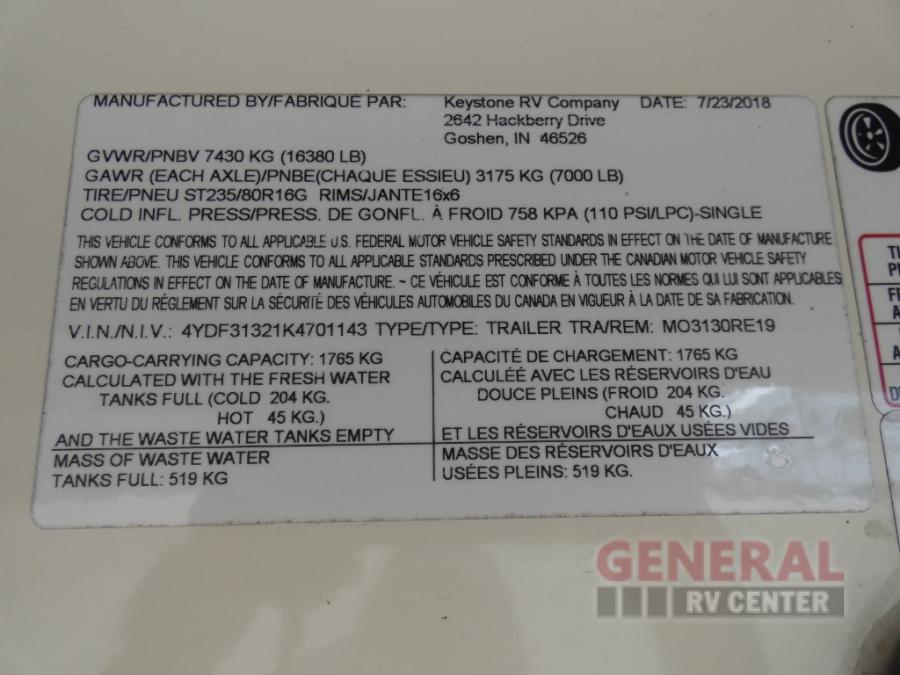 MANUFACTURED BY/FABRIQUÉ PAR: Keystone RV Company DATE: 7/23/2018
2642 Hackberry Drive
Goshen, IN 46526
GVWR/PNBV 7430 KG (16380 LB)
GAWR (EACH AXLE)/PNBE(CHAQUE ESSIEU) 3175 KG (7000 LB)
TIRE/PNEU ST235/80R16G RIMS/JANTE16x6
COLD INFL. PRESS/PRESS. DE GONFL. À FROID 758 KPA (110 PSI/LPC)-SINGLE
THIS VEHICLE CONFORMS TO ALL APPLICABLE U.S. FEDERAL MOTOR VEHICLE SAFETY STANDARDS IN EFFECT ON THE DATE OF MANUFACTURE
SHOWN ABOVE. THIS VEHICLE CONFORMS TO ALL APPLICABLE STANDARDS PRESCRIBED UNDER THE CANADIAN MOTOR VEHICLE SAFETY
REGULATIONS IN EFFECT ON THE DATE OF MANUFACTURE. ~ CE VÉHICULE EST CONFORME À TOUTES LES NORMES QUI LUI SONT APPLICABLES
EN VERTU DU RÉGLEMENT SUR LA SÉCURITÉ DES VÉHICULES AUTOMOBILES DU CANADA EN VIGUEUR À LA DATE DE SA FABRICATION.
V.I.N./N.I.V.: 4YDF31321K4701143 TYPE/TYPE: TRAILER TRA/REM: MO3130RE19
CARGO-CARRYING CAPACITY: 1765 KG
CALCULATED WITH THE FRESH WATER
TANKS FULL (COLD 204 KG.
HOT 45 KG.)
AND THE WASTE WATER TANKS EMPTY
MASS OF WASTE WATER
TANKS FULL: 519 KG.
CAPACITÉ DE CHARGEMENT: 1765 KG
CALCULÉE AVEC LES RÉSERVOIRS D'EAU
DOUCE PLEINS (FROID 204 KG.
CHAUD 45 KG.)
ET LES RÉSERVOIRS D'EAUX USÉES VIDES
MASSE DES RÉSERVOIRS D'EAUX
USÉES PLEINS: 519 KG.
GENERAL
RV CENTER